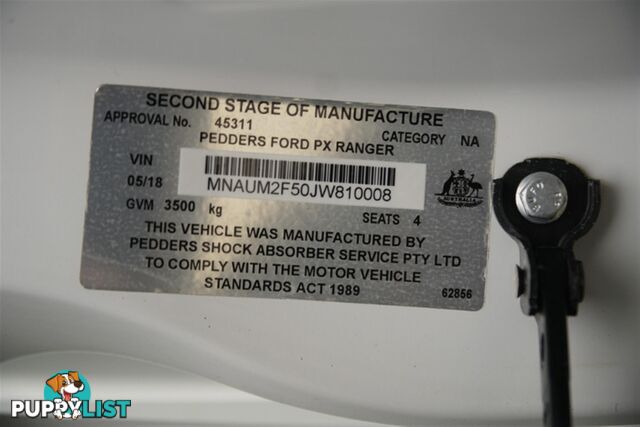 SECOND STAGE OF MANUFACTURE
APPROVAL No. 45311 CATEGORY NA
PEDDERS FORD PX RANGER
VIN
05/18 MNAUM2F50JW810008
GVM 3500 kg SEATS 4
AUSTRALIA
THIS VEHICLE WAS MANUFACTURED BY
PEDDERS SHOCK ABSORBER SERVICE PTY LTD
TO COMPLY WITH THE MOTOR VEHICLE
STANDARDS ACT 1989
62856
PUPPYLIST